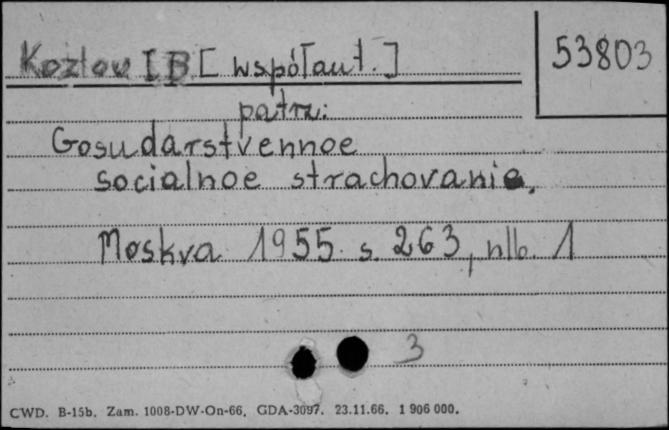 Kozlov I B [współaut.]
53803
patrz:
Gosudarstvennoe
socialnoe strachovanie.
Moskva 1955 s. 263, nlb. 1
3
CWD. B-15b. Zam. 1008-DW-On-66. GDA-3097. 23.11.66. 1 906 000.